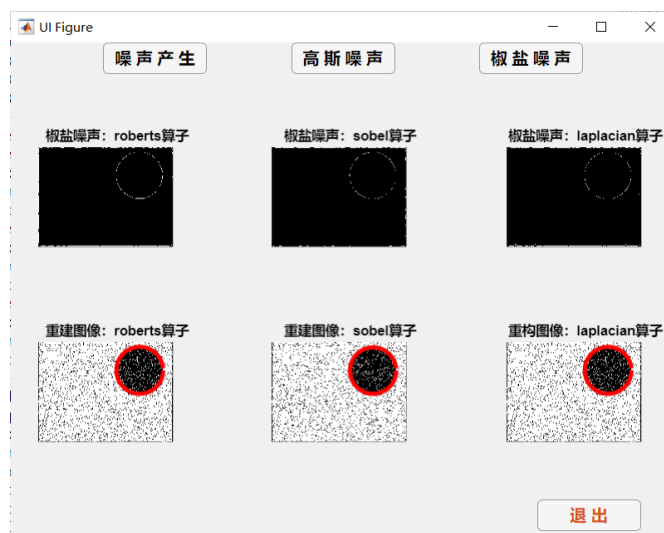 UI Figure
噪 声 产 生
高 斯 噪 声
椒 盐 噪 声
椒盐噪声：roberts算子
椒盐噪声：sobel算子
椒盐噪声：laplacian算子
重建图像：roberts算子
重建图像：sobel算子
重构图像：laplacian算子
退 出